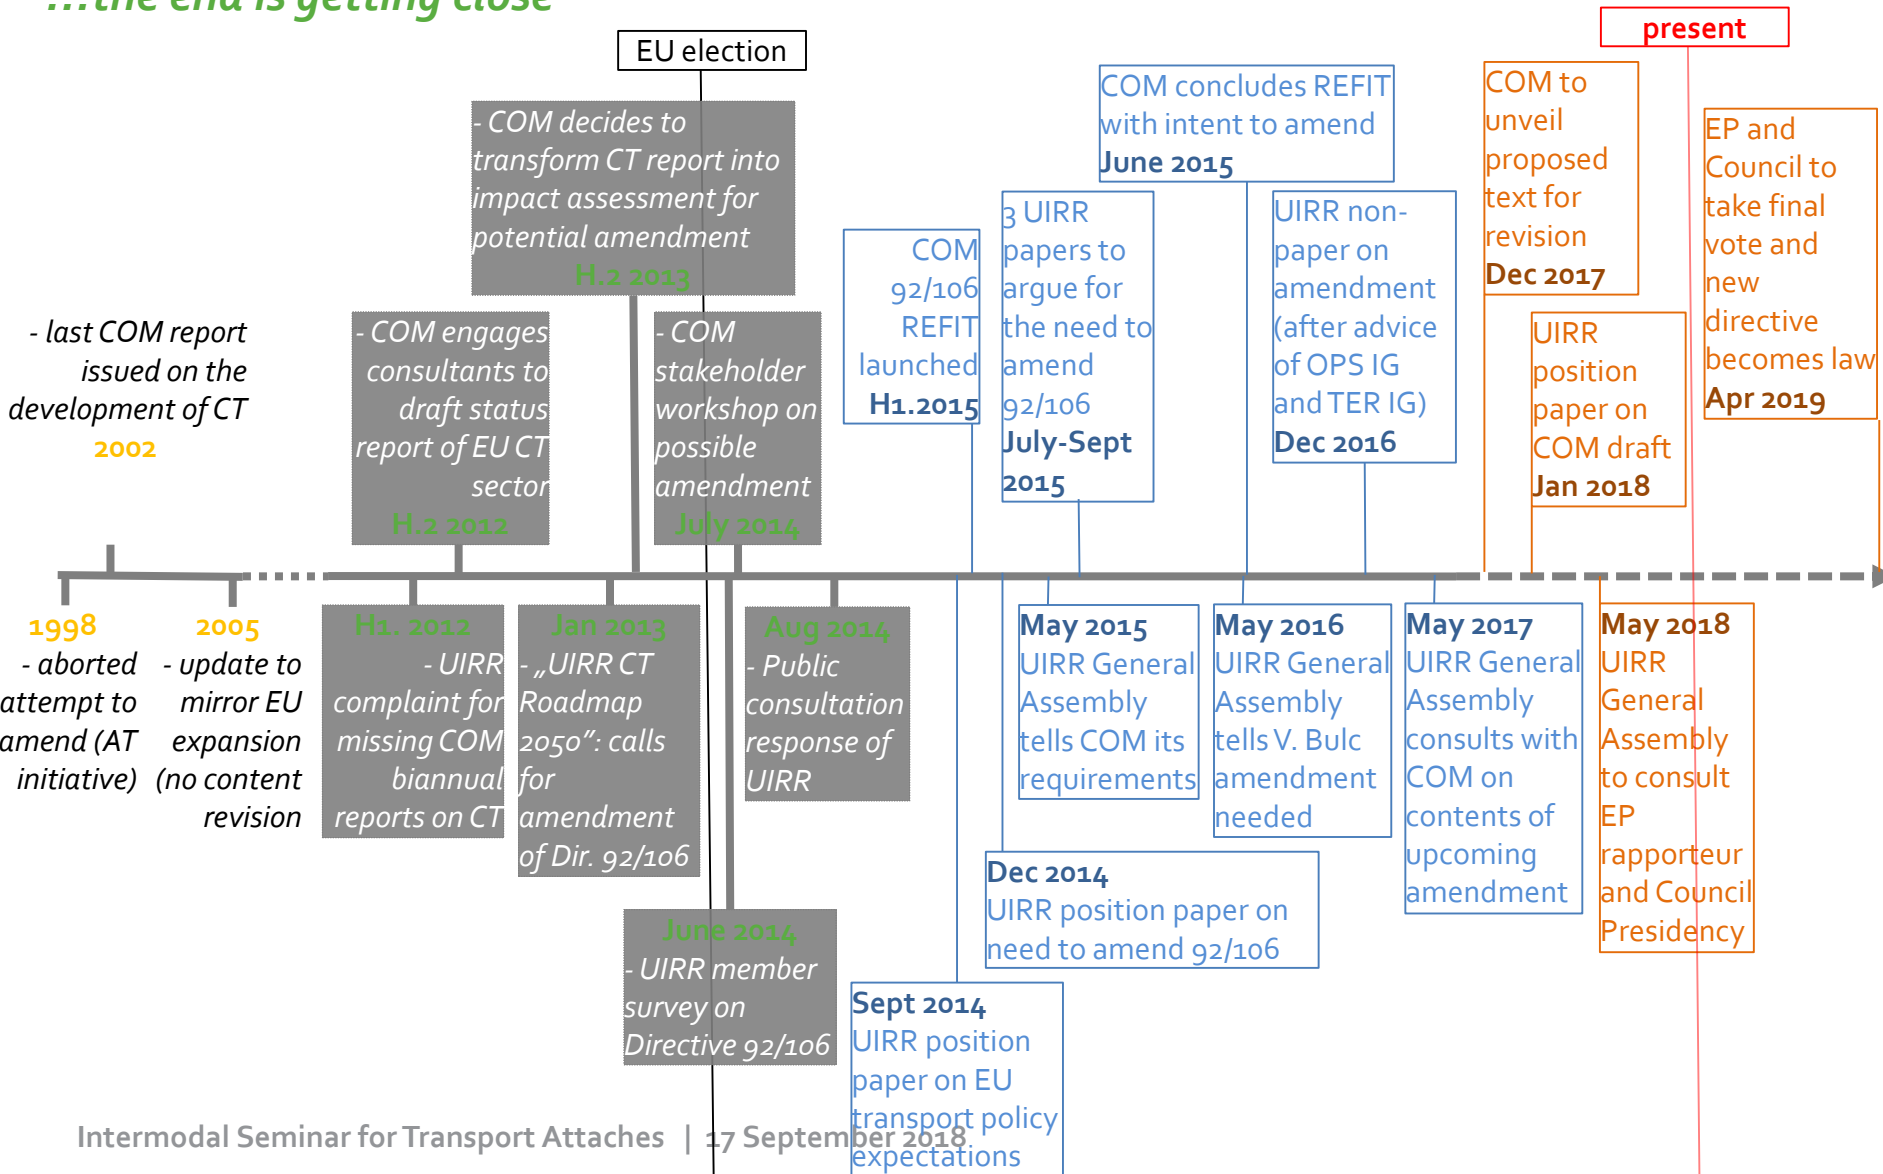 ...the end is getting close
present
EU election
- COM decides to
transform CT report into
impact assessment for
potential amendment
H.2 2013
COM concludes REFIT
with intent to amend
June 2015
COM to
unveil
proposed
text for
revision
Dec 2017
EP and
Council to
take final
vote and
new
directive
becomes law
Apr 2019
- last COM report
issued on the
development of CT
2002
- COM engages
consultants to
draft status
report of EU CT
sector
H.2 2012
- COM
stakeholder
workshop on
possible
amendment
July 2014
COM
92/106
REFIT
launched
H1.2015
3 UIRR
papers to
argue for
the need to
amend
92/106
July-Sept
2015
UIRR non-
paper on
amendment
(after advice
of OPS IG
and TER IG)
Dec 2016
UIRR
position
paper on
COM draft
Jan 2018
1998
- aborted
attempt to
amend (AT
initiative)
2005
- update to
mirror EU
expansion
(no content
revision
H1. 2012
- UIRR
complaint for
missing COM
biannual
reports on CT
Jan 2013
- „UIRR CT
Roadmap
2050”: calls
for
amendment
of Dir. 92/106
Aug 2014
- Public
consultation
response of
UIRR
May 2015
UIRR General
Assembly
tells COM its
requirements
May 2016
UIRR General
Assembly
tells V. Bulc
amendment
needed
May 2017
UIRR General
Assembly
consults with
COM on
contents of
upcoming
amendment
May 2018
UIRR
General
Assembly
to consult
EP
rapporteur
and Council
Presidency
Dec 2014
UIRR position paper on
need to amend 92/106
June 2014
- UIRR member
survey on
Directive 92/106
Sept 2014
UIRR position
paper on EU
transport policy
expectations
Intermodal Seminar for Transport Attaches | 17 September 2018